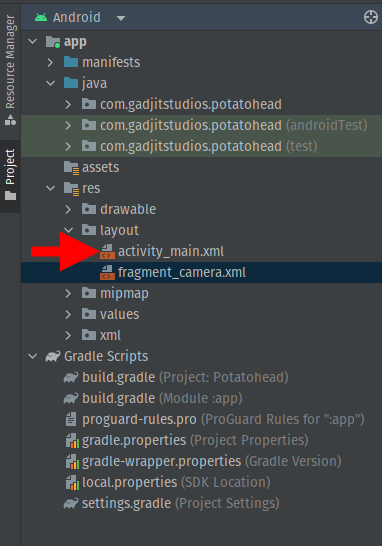 Resource Manager
Project
Android
app
manifests
java
com.gadjitstudios.potatohead
com.gadjitstudios.potatohead (androidTest)
com.gadjitstudios.potatohead (test)
assets
res
drawable
layout
activity_main.xml
fragment_camera.xml
mipmap
values
xml
Gradle Scripts
build.gradle (Project: Potatohead)
build.gradle (Module :app)
proguard-rules.pro (ProGuard Rules for ":app")
gradle.properties (Project Properties)
gradle-wrapper.properties (Gradle Version)
local.properties (SDK Location)
settings.gradle (Project Settings)